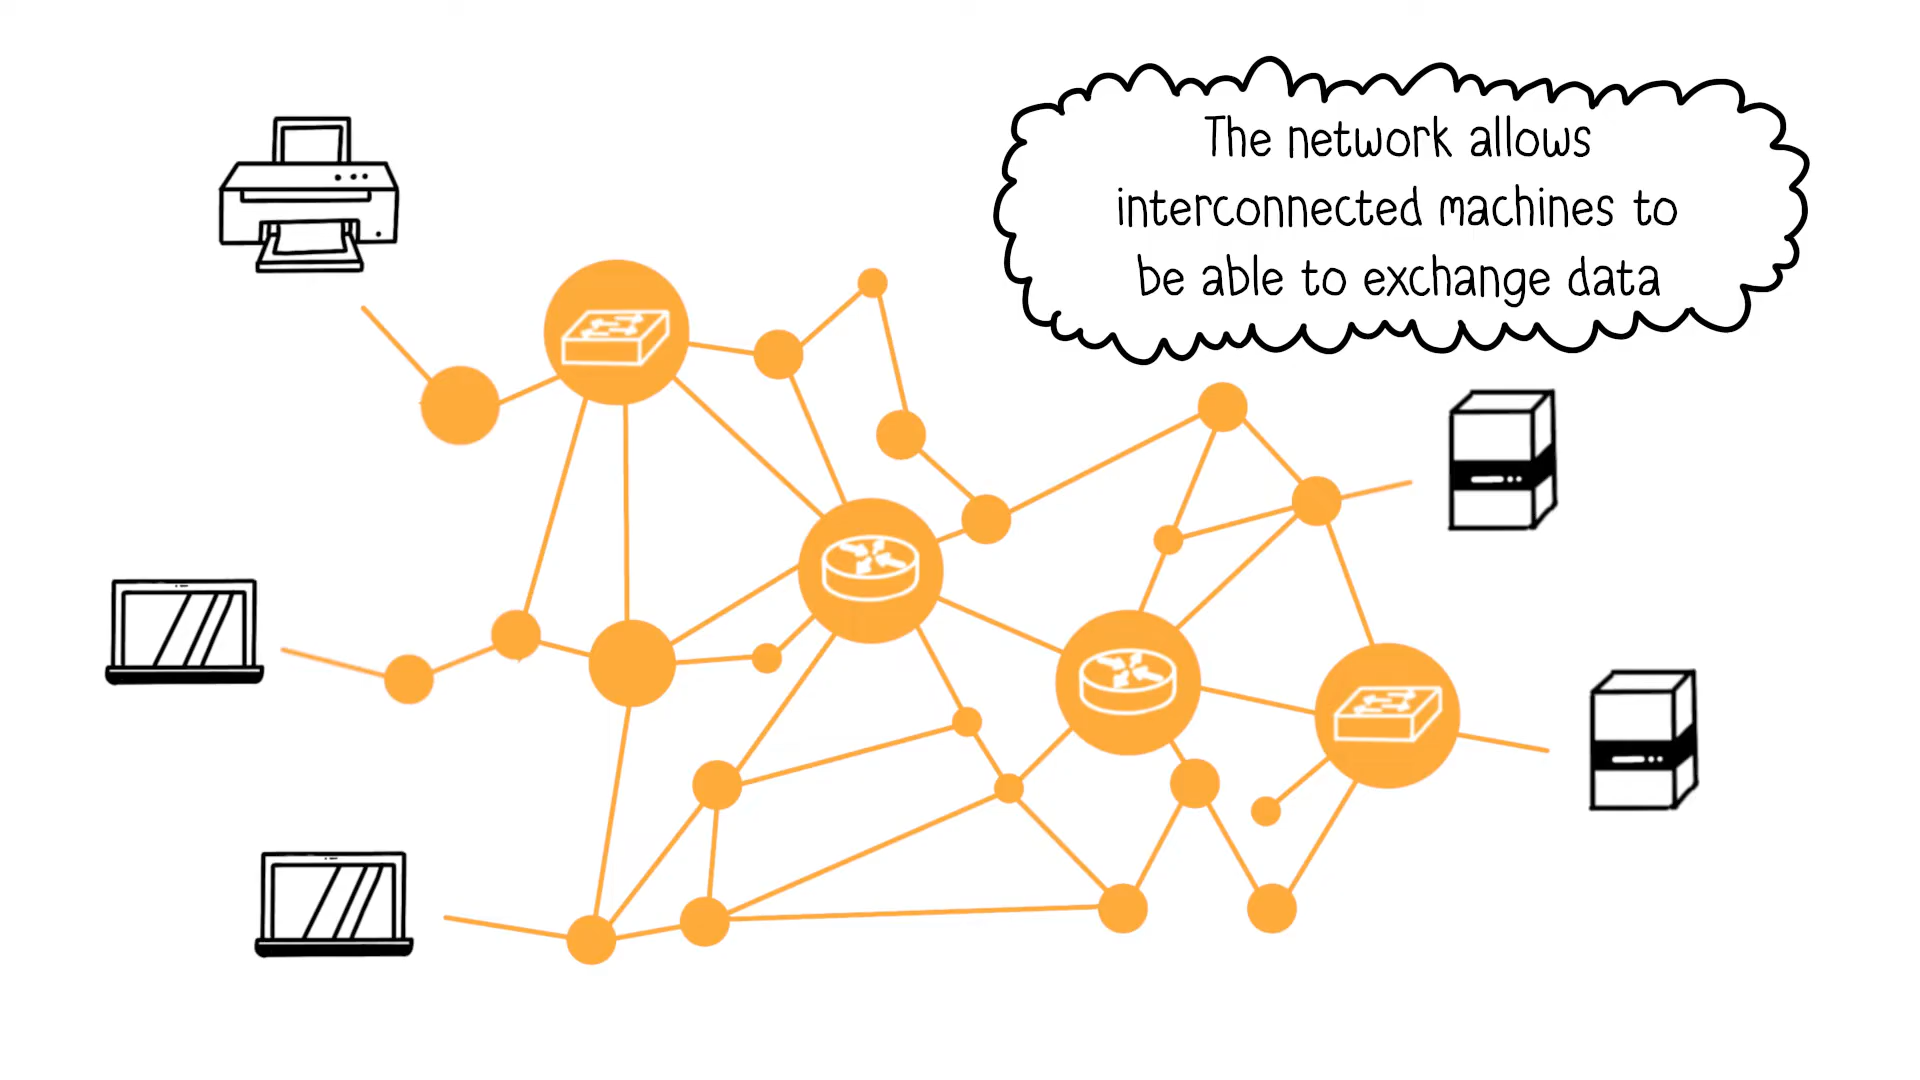 The network allows
interconnected machines to
be able to exchange data